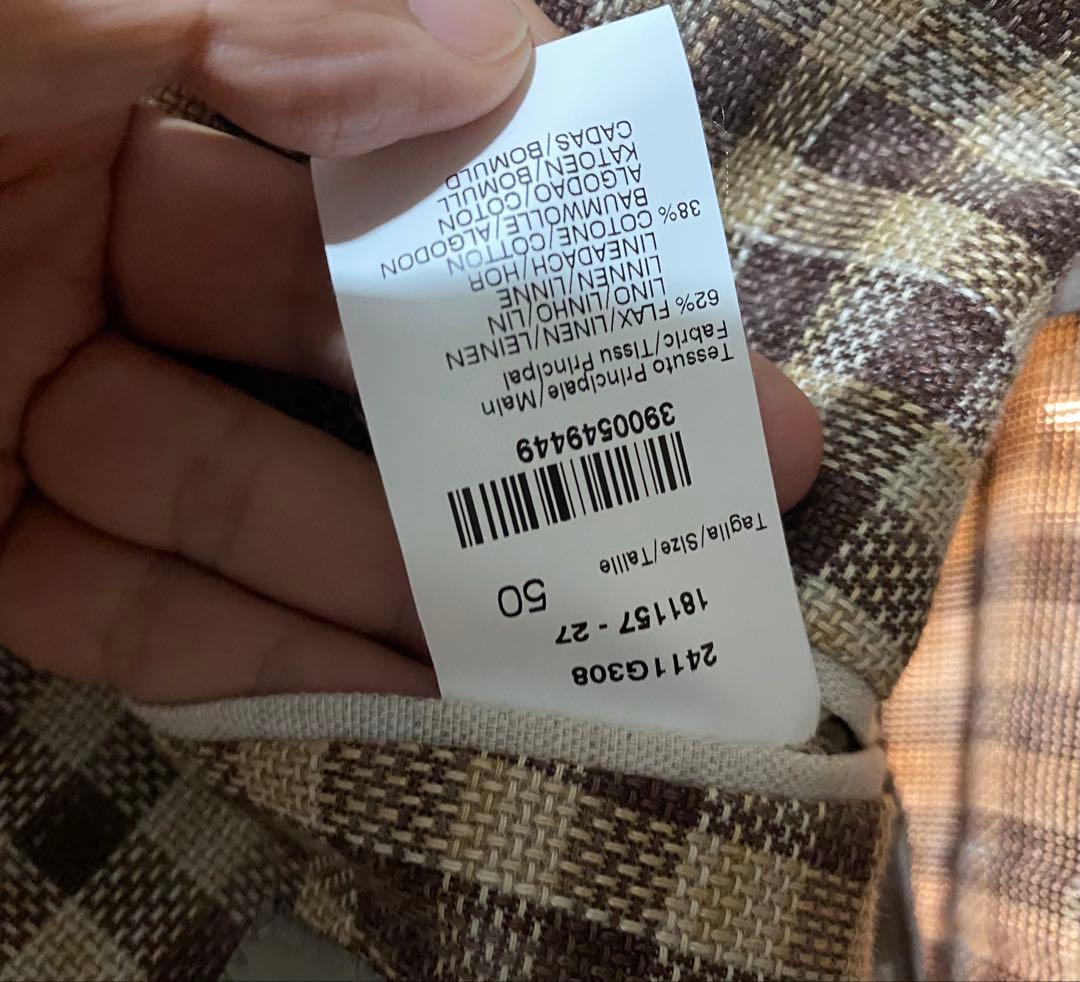 2411G308
181157 - 27
Taglia/Size/Taille
50
3900549449
Tessuto Principale/Main
Fabric/Tissu Principal
62% FLAX/LINEN/LEINEN
LINO/LINHO/LIN
LINNEN/LINNE
LINEADACH/HOR
38% COTONE/COTTON
BAUMWOLLE/ALGODON
ALGODAO/COTON
KATOEN/BOMULL
CADAS/BOMULD